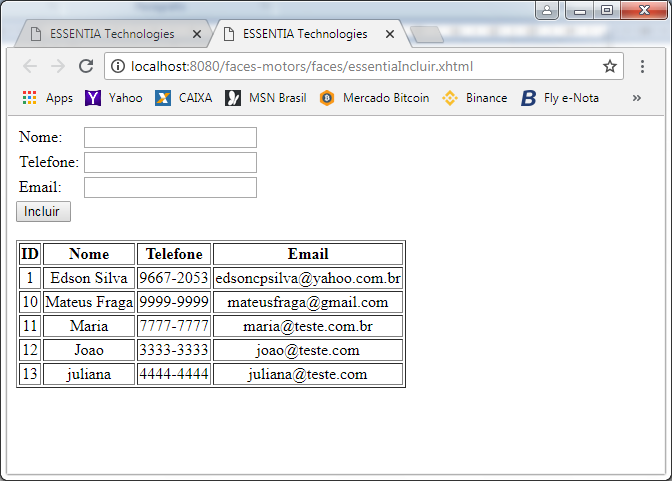 ESSENTIA Technologies ESSENTIA Technologies
localhost:8080/faces-motors/faces/essentiaIncluir.xhtml
Apps Yahoo CAIXA MSN Brasil Mercado Bitcoin Binance Fly e-Nota »
Nome:
Telefone:
Email:
Incluir
ID Nome Telefone Email
1 Edson Silva 9667-2053 edsoncpsilva@yahoo.com.br
10 Mateus Fraga 9999-9999 mateusfraga@gmail.com
11 Maria 7777-7777 maria@teste.com.br
12 Joao 3333-3333 joao@teste.com
13 juliana 4444-4444 juliana@teste.com